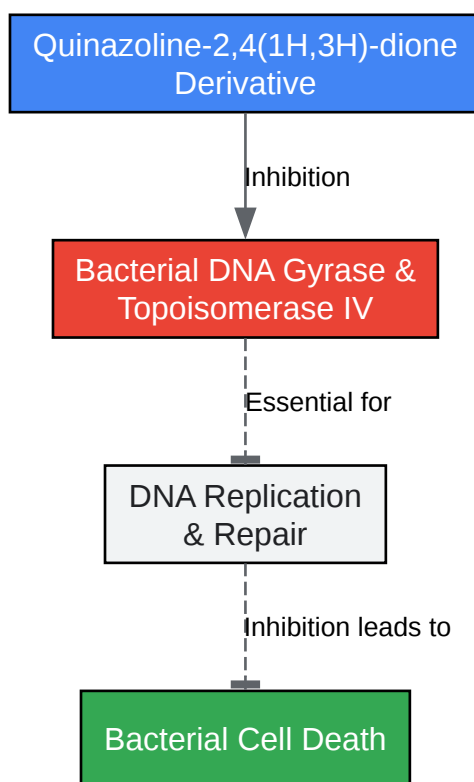 Quinazoline-2,4(1H,3H)-dione
Derivative
Inhibition
Bacterial DNA Gyrase &
Topoisomerase IV
Essential for
DNA Replication
& Repair
Inhibition leads to
Bacterial Cell Death